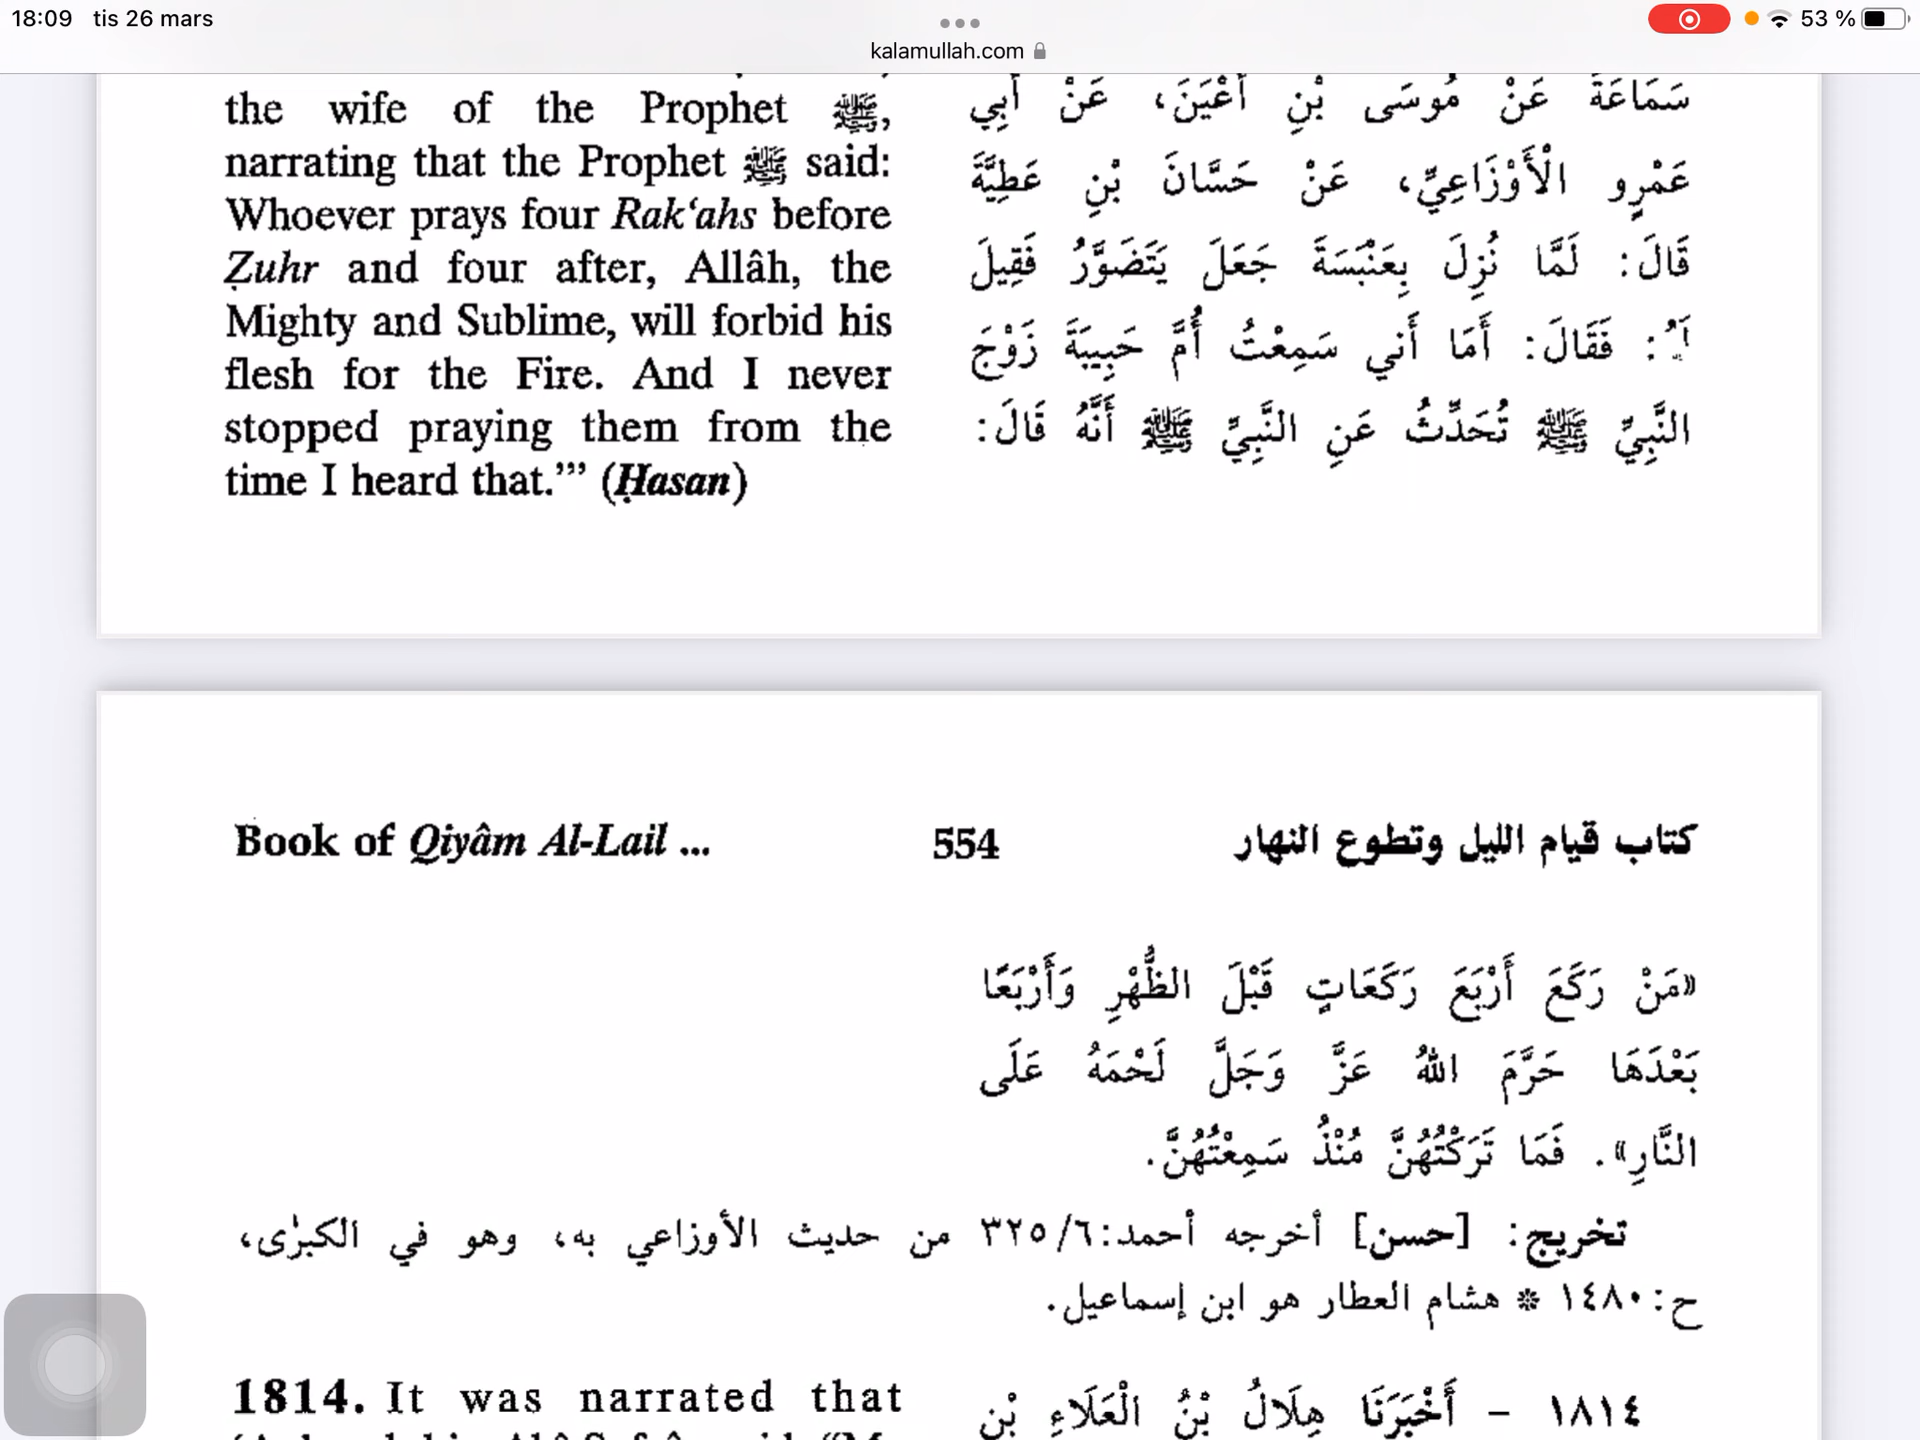 18:09 tis 26 mars
53 %
kalamullah.com
the wife of the Prophet ﷺ,
narrating that the Prophet ﷺ said:
Whoever prays four Rak‘ahs before
Ẓuhr and four after, Allâh, the
Mighty and Sublime, will forbid his
flesh for the Fire. And I never
stopped praying them from the
time I heard that.’” (Ḥasan)
سَمَاعَةَ عَنْ مُوسَى بْنِ أَعْيَنَ، عَنْ أَبِي
عَمْرٍو الْأَوْزَاعِيِّ، عَنْ حَسَّانَ بْنِ عَطِيَّةَ
قَالَ: لَمَّا نُزِلَ بِعَنْبَسَةَ جَعَلَ يَتَضَوَّرُ فَقِيلَ
لَهُ: فَقَالَ: أَمَا أَني سَمِعْتُ أُمَّ حَبِيبَةَ زَوْجَ
النَّبِيِّ ﷺ تُحَدِّثُ عَنِ النَّبِيِّ ﷺ أَنَّهُ قَالَ:
Book of Qiyâm Al-Lail ... 554 كتاب قيام الليل وتطوع النهار
«مَنْ رَكَعَ أَرْبَعَ رَكَعَاتٍ قَبْلَ الظُّهْرِ وَأَرْبَعًا
بَعْدَهَا حَرَّمَ اللهُ عَزَّ وَجَلَّ لَحْمَهُ عَلَى
النَّارِ». فَمَا تَرَكْتُهُنَّ مُنْذُ سَمِعْتُهُنَّ.
تخريج: [حسن] أخرجه أحمد:٦/ ٣٢٥ من حديث الأوزاعي به، وهو في الكبرٰى،
ح:١٤٨٠ * هشام العطار هو ابن إسماعيل.
1814. It was narrated that
١٨١٤ - أَخْبَرَنَا هِلَالُ بْنُ الْعَلَاءِ بْنِ